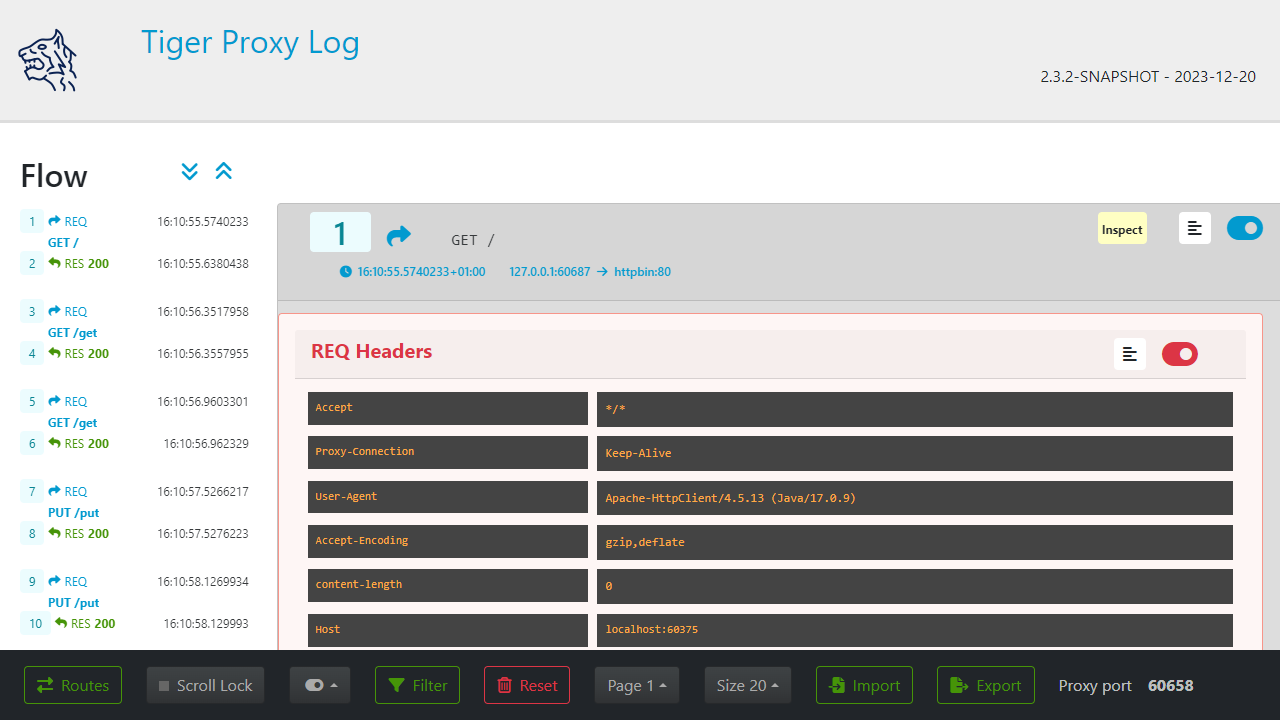 Tiger Proxy Log
2.3.2-SNAPSHOT - 2023-12-20
Flow
1 REQ 16:10:55.5740233
GET /
2 RES 200 16:10:55.6380438
3 REQ 16:10:56.3517958
GET /get
4 RES 200 16:10:56.3557955
5 REQ 16:10:56.9603301
GET /get
6 RES 200 16:10:56.962329
7 REQ 16:10:57.5266217
PUT /put
8 RES 200 16:10:57.5276223
9 REQ 16:10:58.1269934
PUT /put
10 RES 200 16:10:58.129993
1 GET / Inspect
16:10:55.5740233+01:00 127.0.0.1:60687 → httpbin:80
REQ Headers
Accept */*
Proxy-Connection Keep-Alive
User-Agent Apache-HttpClient/4.5.13 (Java/17.0.9)
Accept-Encoding gzip,deflate
content-length 0
Host localhost:60375
Routes Scroll Lock Filter Reset Page 1 Size 20 Import Export Proxy port 60658